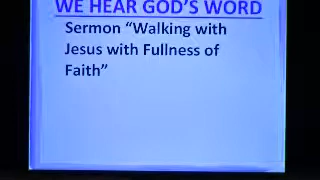 WE HEAR GOD'S WORD
Sermon “Walking with
Jesus with Fullness of
Faith”